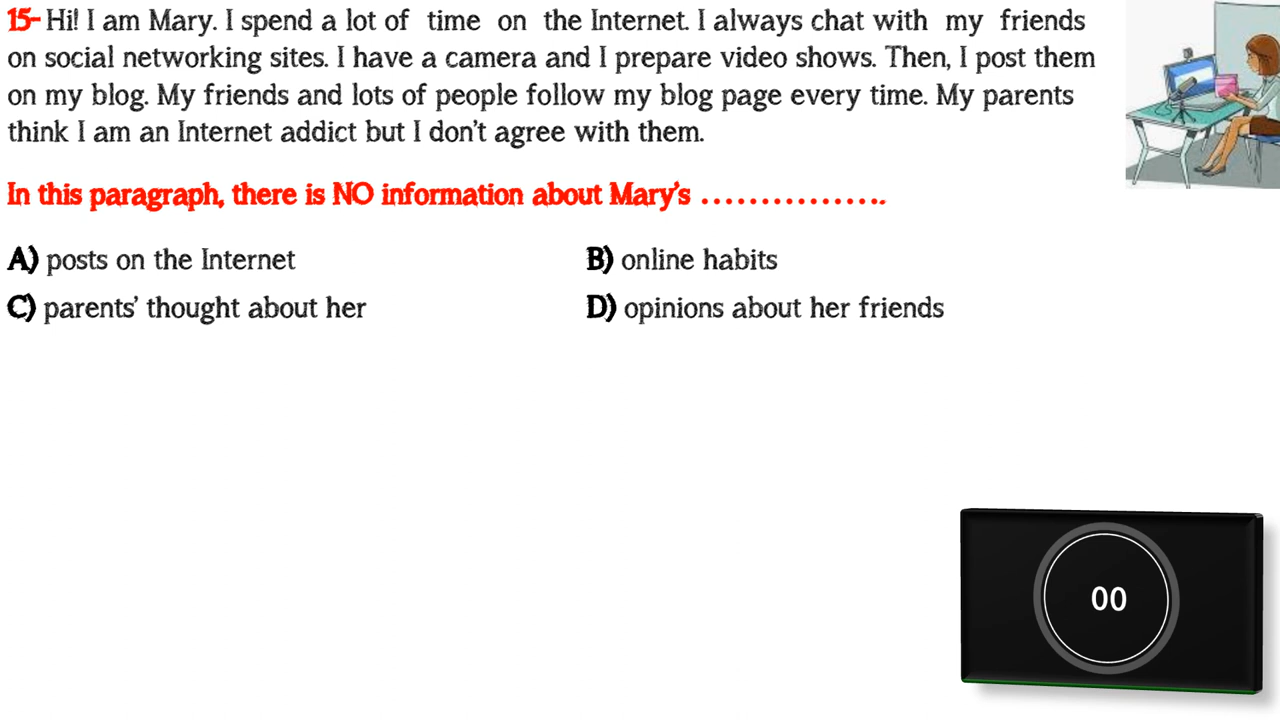 15- Hi! I am Mary. I spend a lot of time on the Internet. I always chat with my friends
on social networking sites. I have a camera and I prepare video shows. Then, I post them
on my blog. My friends and lots of people follow my blog page every time. My parents
think I am an Internet addict but I don't agree with them.
In this paragraph, there is NO information about Mary's ................
A) posts on the Internet
B) online habits
C) parents' thought about her
D) opinions about her friends
00